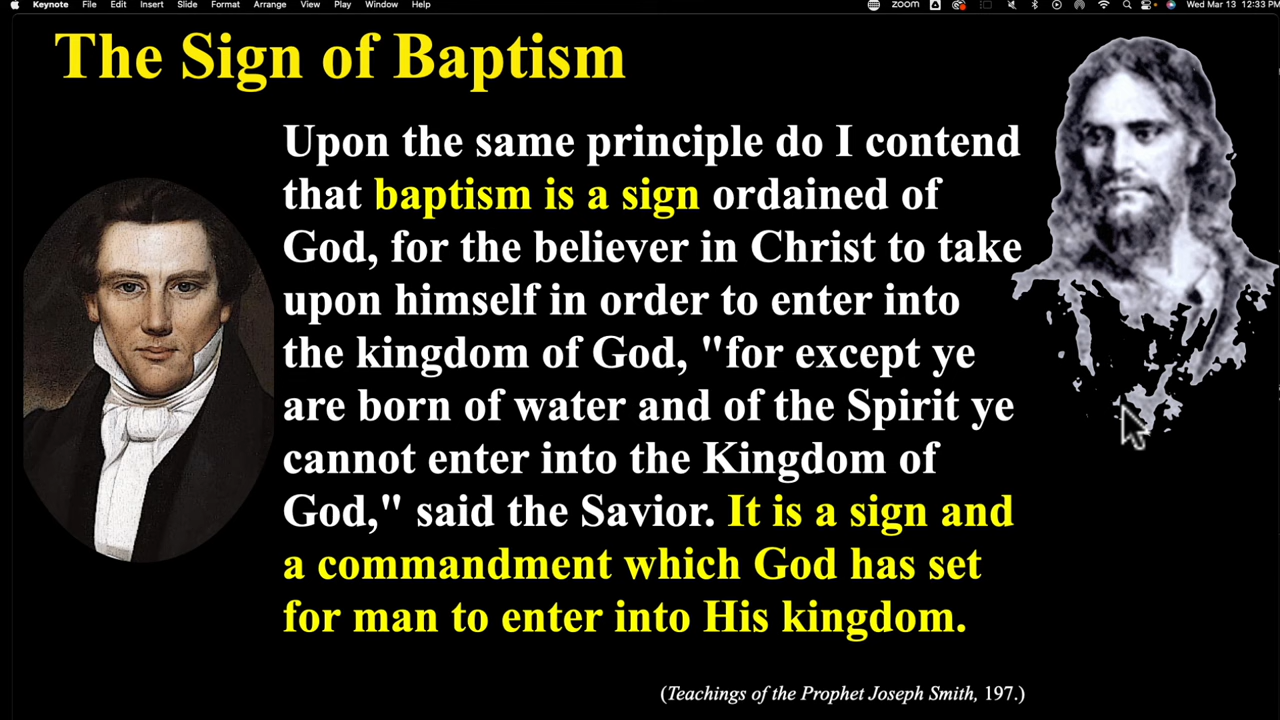 Keynote File Edit Insert Slide Format Arrange View Play Window Help zoom Wed Mar 13 12:33 PM
The Sign of Baptism
Upon the same principle do I contend
that baptism is a sign ordained of
God, for the believer in Christ to take
upon himself in order to enter into
the kingdom of God, "for except ye
are born of water and of the Spirit ye
cannot enter into the Kingdom of
God," said the Savior. It is a sign and
a commandment which God has set
for man to enter into His kingdom.
(Teachings of the Prophet Joseph Smith, 197.)